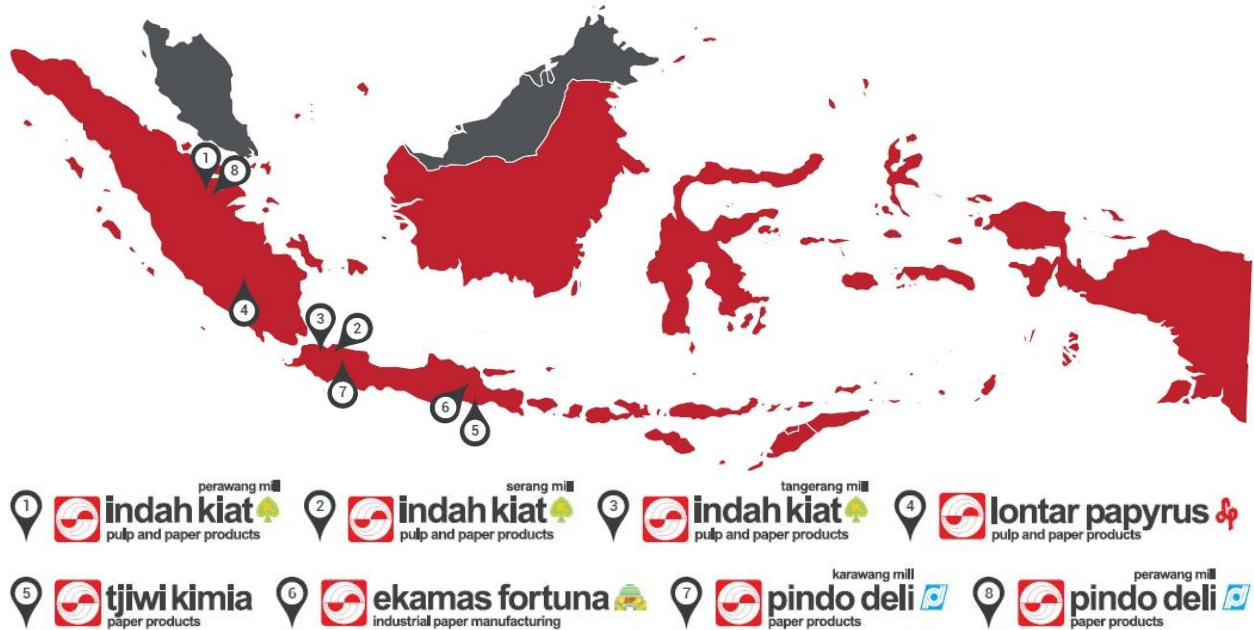 1
8
4
3
2
7
6
5
1
perawang mill
indah kiat
pulp and paper products
2
serang mill
indah kiat
pulp and paper products
3
tangerang mill
indah kiat
pulp and paper products
4
lontar papyrus
pulp and paper products
5
tjiwi kimia
paper products
6
ekamas fortuna
industrial paper manufacturing
7
karawang mill
pindo deli
paper products
8
perawang mill
pindo deli
paper products